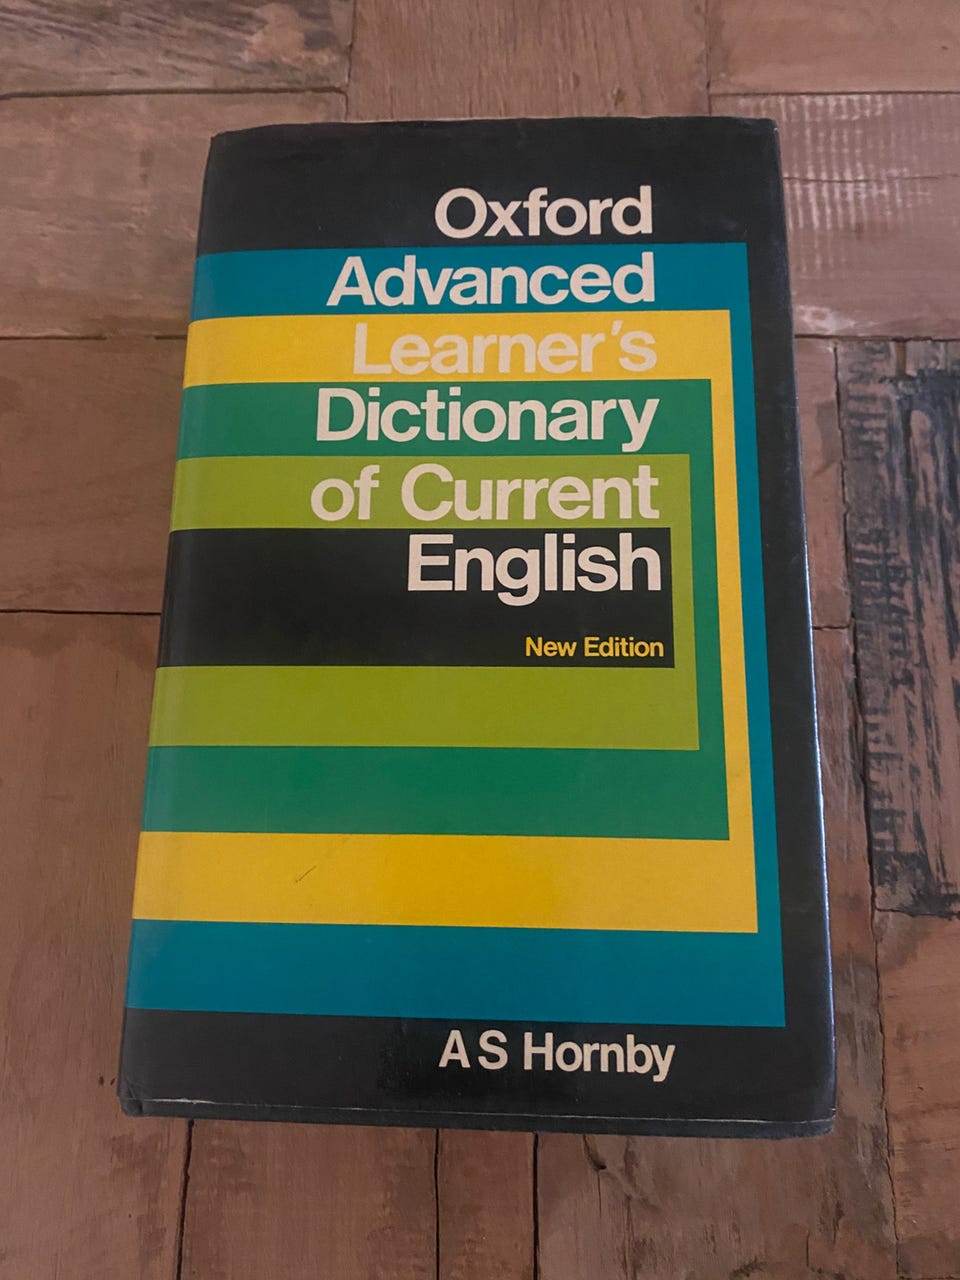 Oxford
Advanced
Learner's
Dictionary
of Current
English
New Edition
A S Hornby